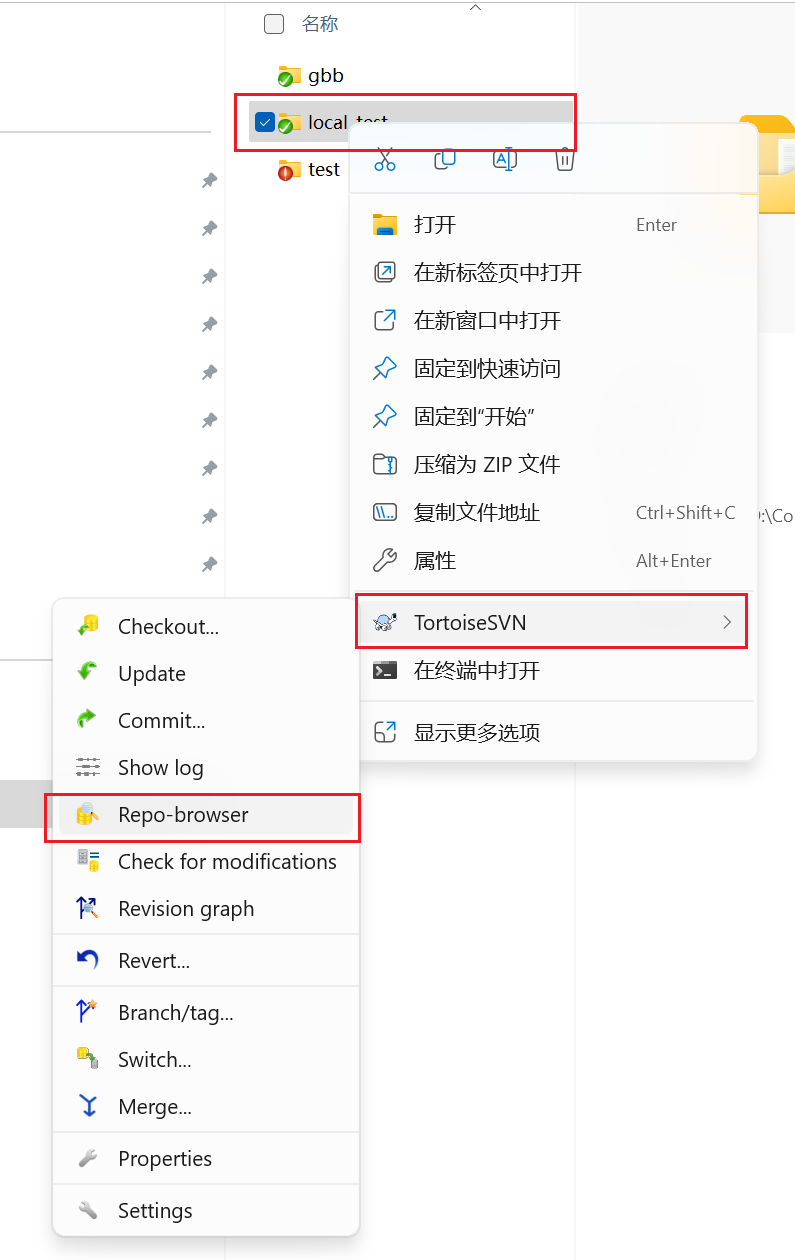 名称
gbb
local_test
test
打开 Enter
在新标签页中打开
在新窗口中打开
固定到快速访问
固定到“开始”
压缩为 ZIP 文件
复制文件地址 Ctrl+Shift+C
属性 Alt+Enter
TortoiseSVN
在终端中打开
显示更多选项
Checkout...
Update
Commit...
Show log
Repo-browser
Check for modifications
Revision graph
Revert...
Branch/tag...
Switch...
Merge...
Properties
Settings